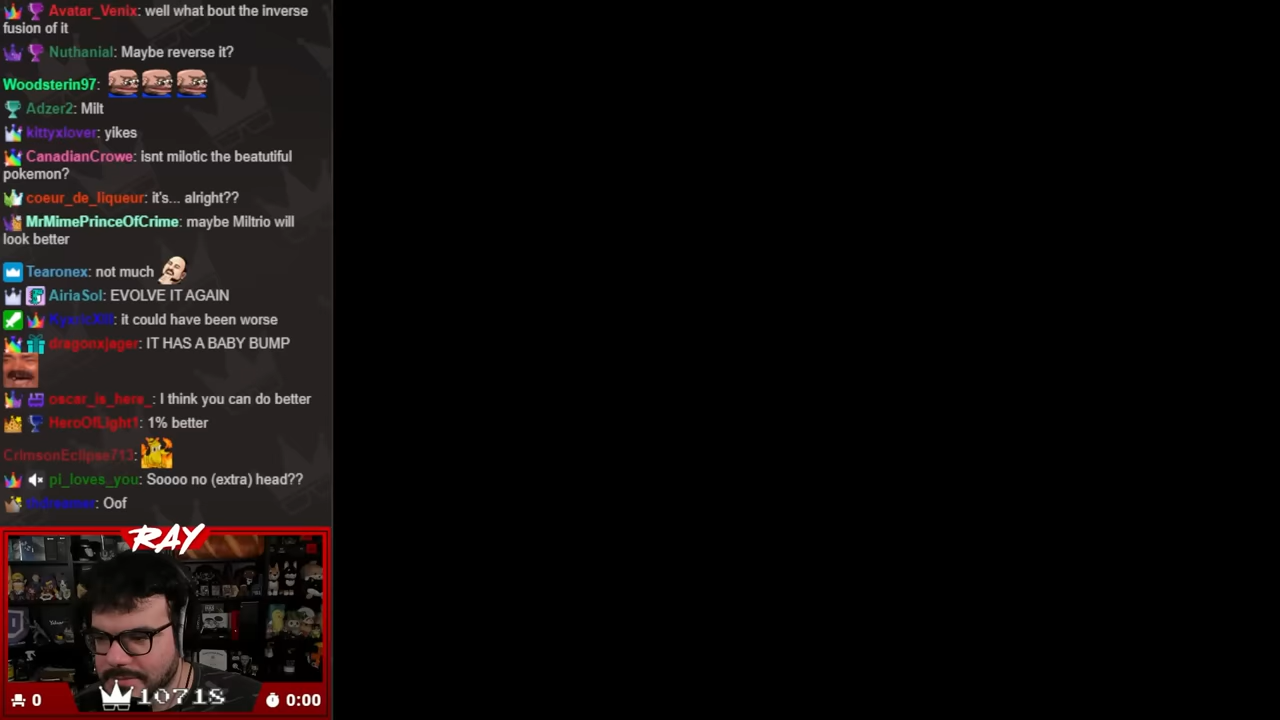 Avatar_Venix: well what bout the inverse
fusion of it
Nuthanial: Maybe reverse it?
Woodsterin97:
Adzer2: Milt
kittyxlover: yikes
CanadianCrowe: isnt milotic the beatutiful
pokemon?
coeur_de_liqueur: it's... alright??
MrMimePrinceOfCrime: maybe Miltrio will
look better
Tearonex: not much
AiriaSol: EVOLVE IT AGAIN
: it could have been worse
dragonxjager: IT HAS A BABY BUMP
oscar_is_here_: I think you can do better
HeroOfLight1: 1% better
CrimsonEclipse713:
pi_loves_you: Soooo no (extra) head??
: Oof
RAY
0
10718
0:00